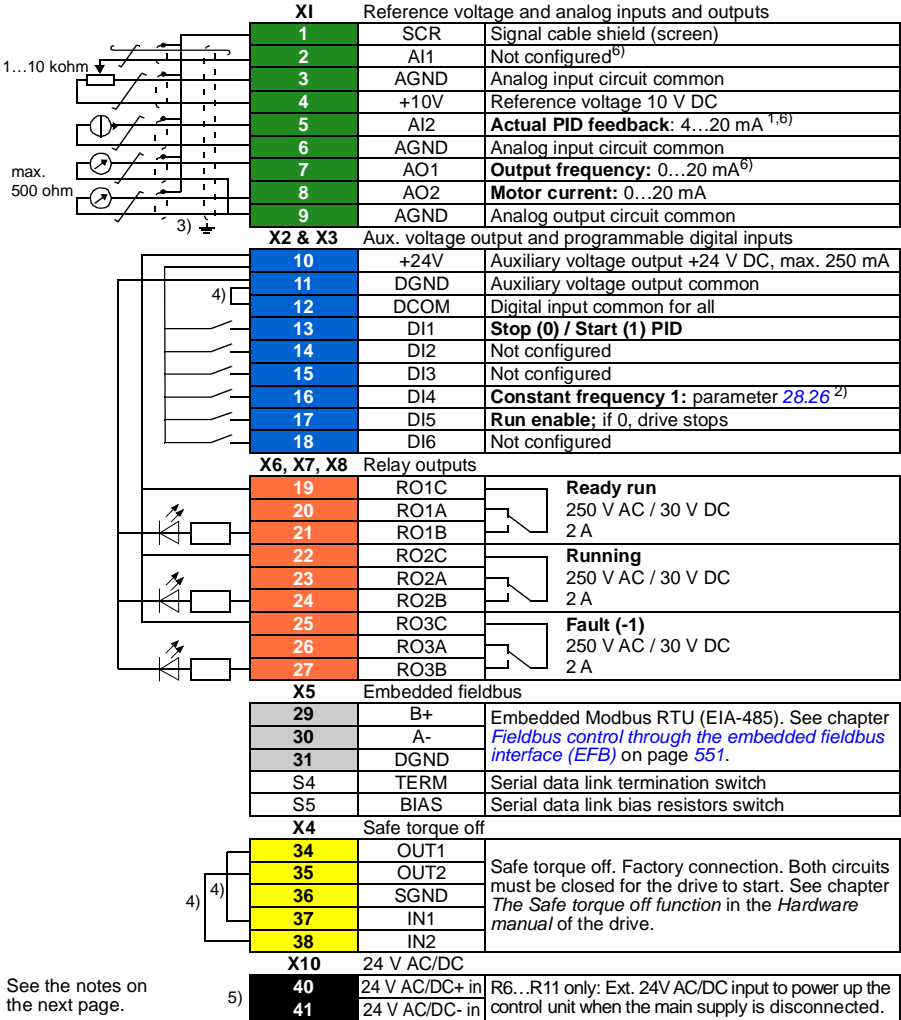 XI Reference voltage and analog inputs and outputs
1 SCR Signal cable shield (screen)
2 AI1 Not configured6)
1…10 kohm
3 AGND Analog input circuit common
4 +10V Reference voltage 10 V DC
5 AI2 Actual PID feedback: 4…20 mA 1,6)
6 AGND Analog input circuit common
max.
500 ohm
7 AO1 Output frequency: 0…20 mA6)
8 AO2 Motor current: 0…20 mA
9 AGND Analog output circuit common
3)
X2 & X3 Aux. voltage output and programmable digital inputs
10 +24V Auxiliary voltage output +24 V DC, max. 250 mA
11 DGND Auxiliary voltage output common
4)
12 DCOM Digital input common for all
13 DI1 Stop (0) / Start (1) PID
14 DI2 Not configured
15 DI3 Not configured
16 DI4 Constant frequency 1: parameter 28.26 2)
17 DI5 Run enable; if 0, drive stops
18 DI6 Not configured
X6, X7, X8 Relay outputs
19 RO1C Ready run
20 RO1A 250 V AC / 30 V DC
21 RO1B 2 A
22 RO2C Running
23 RO2A 250 V AC / 30 V DC
24 RO2B 2 A
25 RO3C Fault (-1)
26 RO3A 250 V AC / 30 V DC
27 RO3B 2 A
X5 Embedded fieldbus
29 B+ Embedded Modbus RTU (EIA-485). See chapter
30 A- Fieldbus control through the embedded fieldbus
31 DGND interface (EFB) on page 551.
S4 TERM Serial data link termination switch
S5 BIAS Serial data link bias resistors switch
X4 Safe torque off
34 OUT1
35 OUT2 Safe torque off. Factory connection. Both circuits
4) 4) 36 SGND must be closed for the drive to start. See chapter
37 IN1 The Safe torque off function in the Hardware
38 IN2 manual of the drive.
X10 24 V AC/DC
40 24 V AC/DC+ in R6…R11 only: Ext. 24V AC/DC input to power up the
41 24 V AC/DC- in control unit when the main supply is disconnected.
5)
See the notes on
the next page.